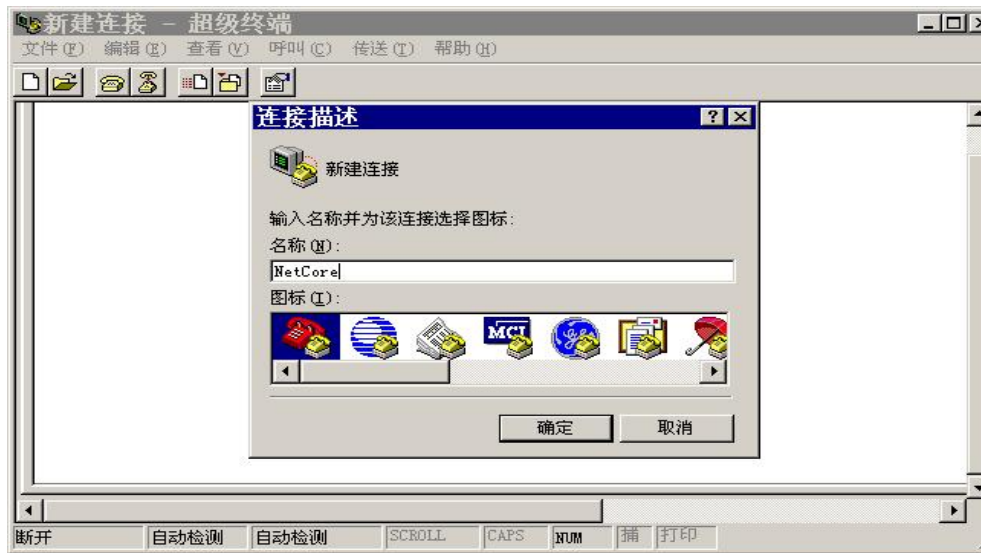 新建连接 - 超级终端
文件(F) 编辑(E) 查看(V) 呼叫(C) 传送(T) 帮助(H)
连接描述
新建连接
输入名称并为该连接选择图标:
名称(N):
NetCore
图标(I):
MCI
确定 取消
断开 自动检测 自动检测 SCROLL CAPS NUM 捕 打印